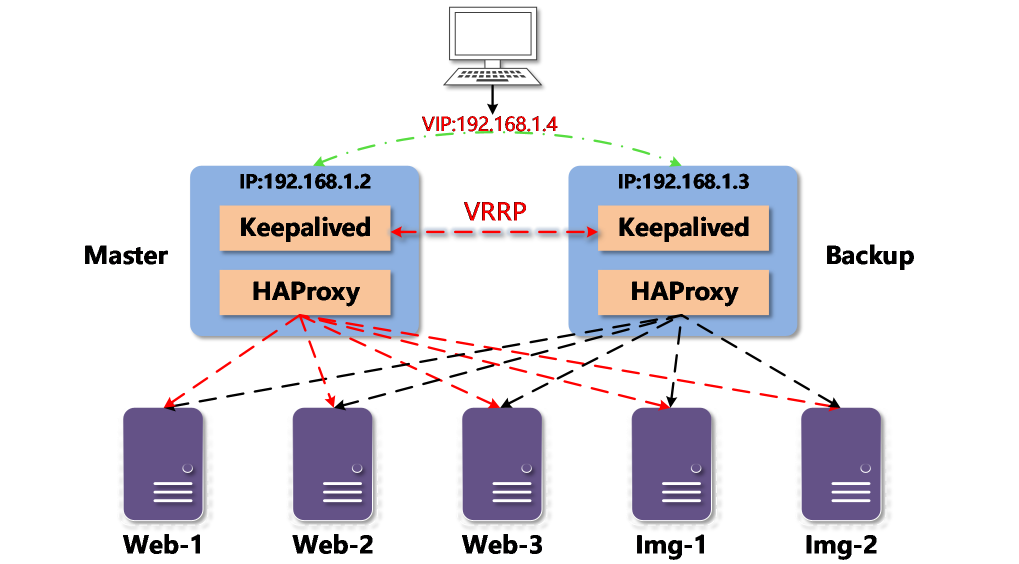 VIP:192.168.1.4
IP:192.168.1.2
IP:192.168.1.3
Keepalived
VRRP
Keepalived
Master
Backup
HAProxy
HAProxy
Web-1
Web-2
Web-3
Img-1
Img-2